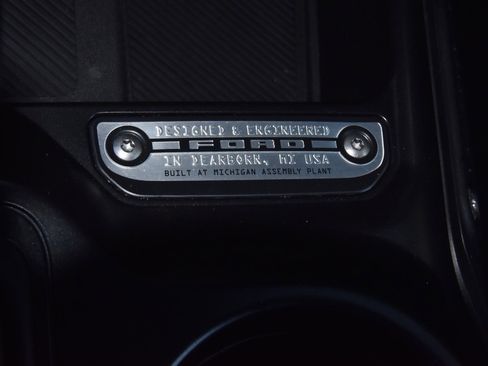 DESIGNED & ENGINEERED
FORD
IN DEARBORN, MI USA
BUILT AT MICHIGAN ASSEMBLY PLANT